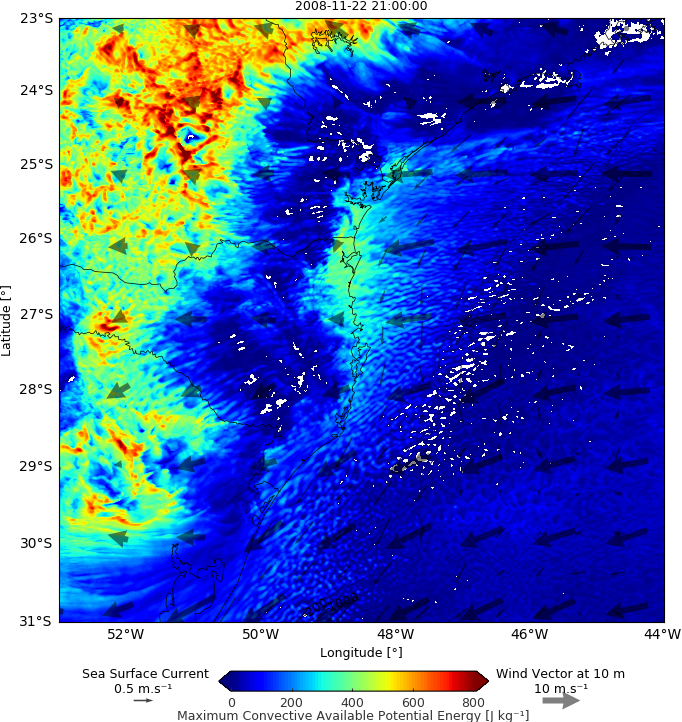 2008-11-22 21:00:00
23°S
24°S
25°S
26°S
27°S
28°S
29°S
30°S
31°S
Latitude [°]
52°W 50°W 48°W 46°W 44°W
Longitude [°]
Sea Surface Current
0.5 m.s⁻¹
Wind Vector at 10 m
10 m.s⁻¹
0 200 400 600 800
Maximum Convective Available Potential Energy [J kg⁻¹]